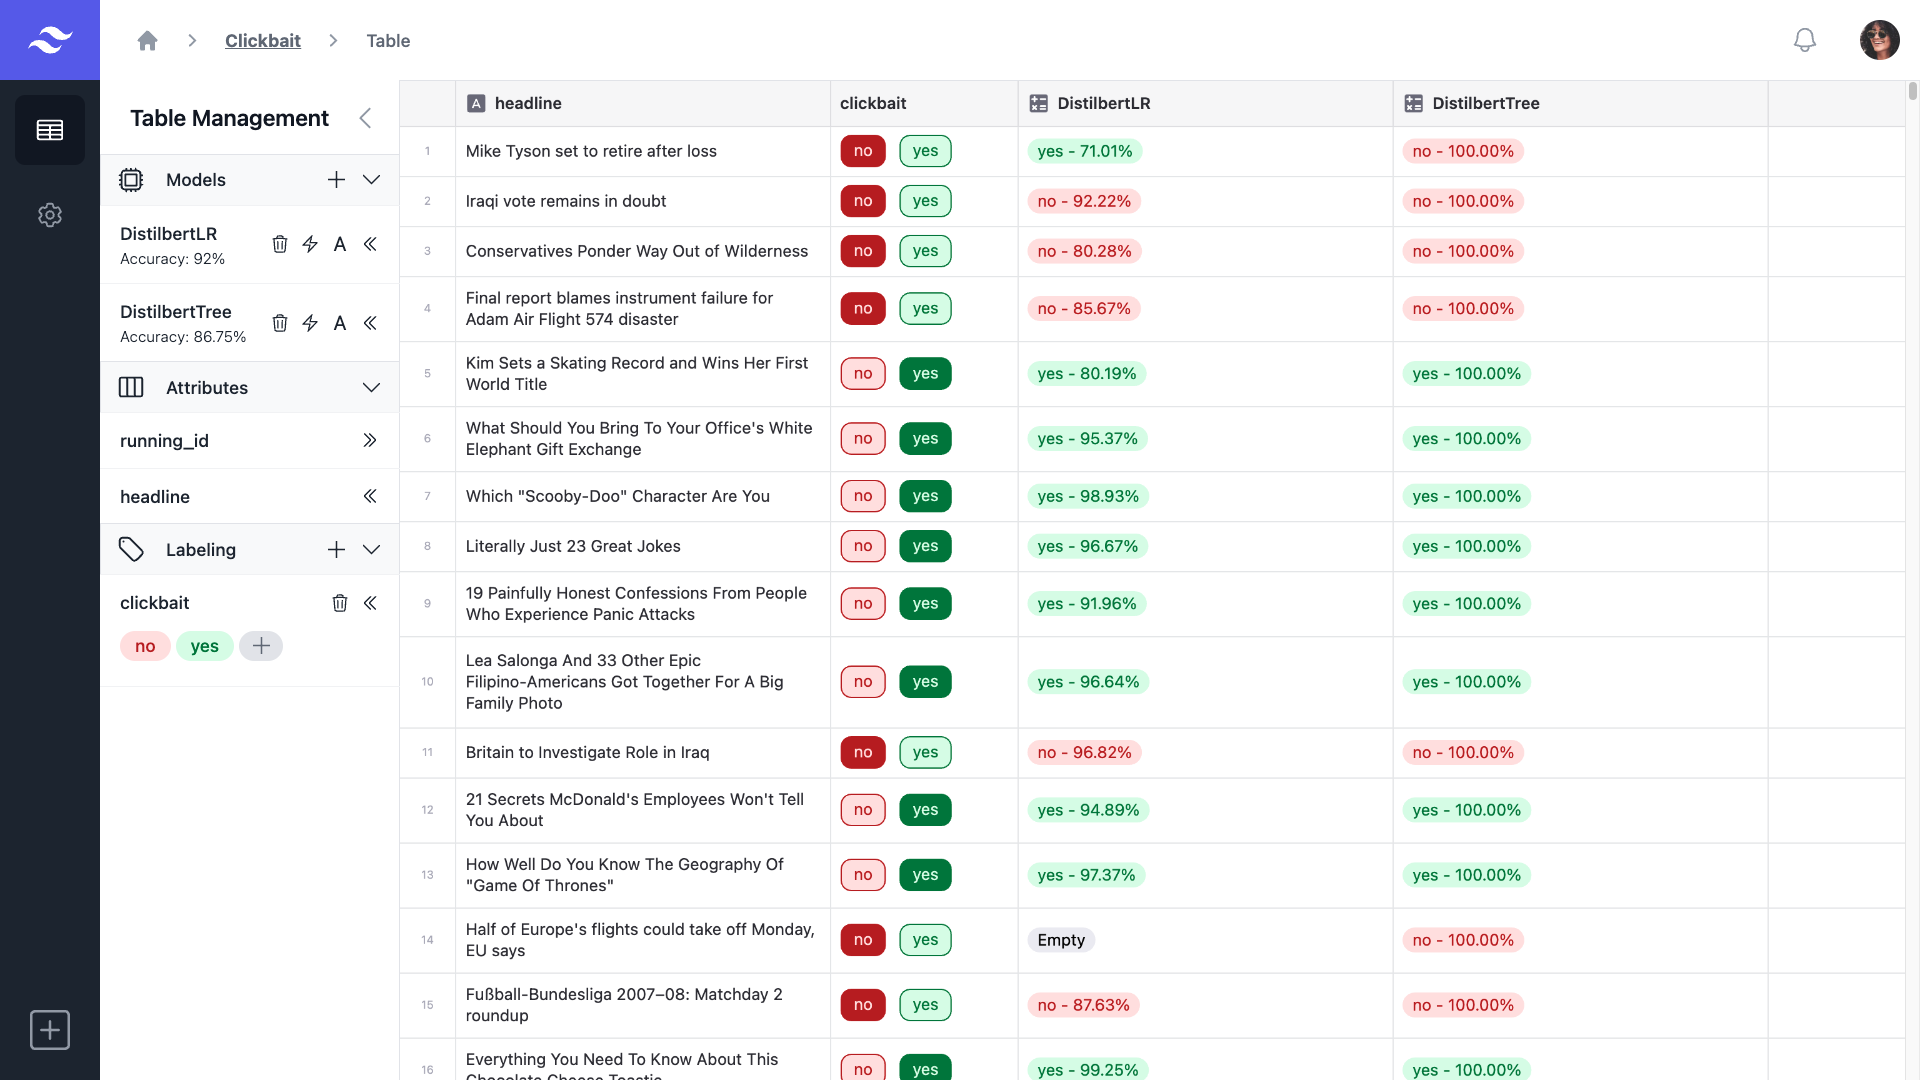 Clickbait
Table
Table Management
Models
DistilbertLR
Accuracy: 92%
A
DistilbertTree
Accuracy: 86.75%
A
Attributes
running_id
headline
Labeling
clickbait
no yes
A headline clickbait DistilbertLR DistilbertTree
1 Mike Tyson set to retire after loss no yes yes - 71.01% no - 100.00%
2 Iraqi vote remains in doubt no yes no - 92.22% no - 100.00%
3 Conservatives Ponder Way Out of Wilderness no yes no - 80.28% no - 100.00%
4 Final report blames instrument failure for
Adam Air Flight 574 disaster no yes no - 85.67% no - 100.00%
5 Kim Sets a Skating Record and Wins Her First
World Title no yes yes - 80.19% yes - 100.00%
6 What Should You Bring To Your Office's White
Elephant Gift Exchange no yes yes - 95.37% yes - 100.00%
7 Which "Scooby-Doo" Character Are You no yes yes - 98.93% yes - 100.00%
8 Literally Just 23 Great Jokes no yes yes - 96.67% yes - 100.00%
9 19 Painfully Honest Confessions From People
Who Experience Panic Attacks no yes yes - 91.96% yes - 100.00%
10 Lea Salonga And 33 Other Epic
Filipino-Americans Got Together For A Big
Family Photo no yes yes - 96.64% yes - 100.00%
11 Britain to Investigate Role in Iraq no yes no - 96.82% no - 100.00%
12 21 Secrets McDonald's Employees Won't Tell
You About no yes yes - 94.89% yes - 100.00%
13 How Well Do You Know The Geography Of
"Game Of Thrones" no yes yes - 97.37% yes - 100.00%
14 Half of Europe's flights could take off Monday,
EU says no yes Empty no - 100.00%
15 Fußball-Bundesliga 2007–08: Matchday 2
roundup no yes no - 87.63% no - 100.00%
16 Everything You Need To Know About This
no yes yes - 99.25% yes - 100.00%